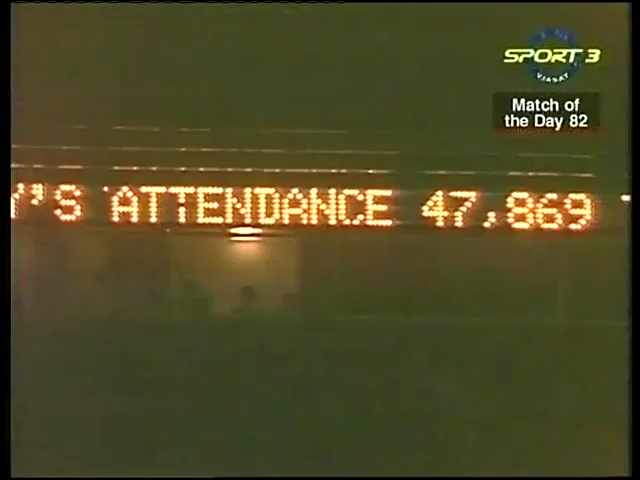 SPORT 3
VIASAT
Match of
the Day 82
Y'S ATTENDANCE 47,869